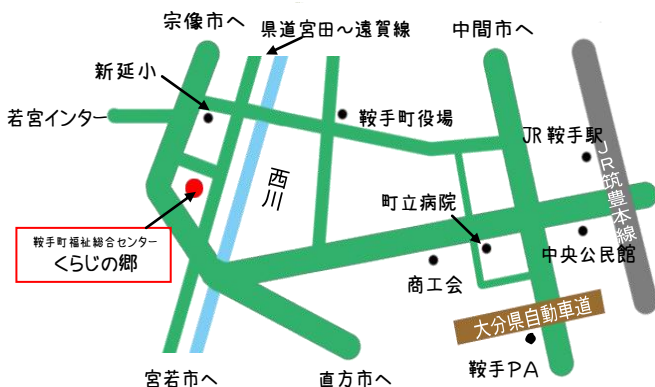 宗像市へ
県道宮田～遠賀線
中間市へ
新延小
若宮インター
鞍手町役場
JR鞍手駅
JR筑豊本線
西川
町立病院
鞍手町福祉総合センター
くらじの郷
中央公民館
商工会
大分県自動車道
鞍手PA
宮若市へ
直方市へ